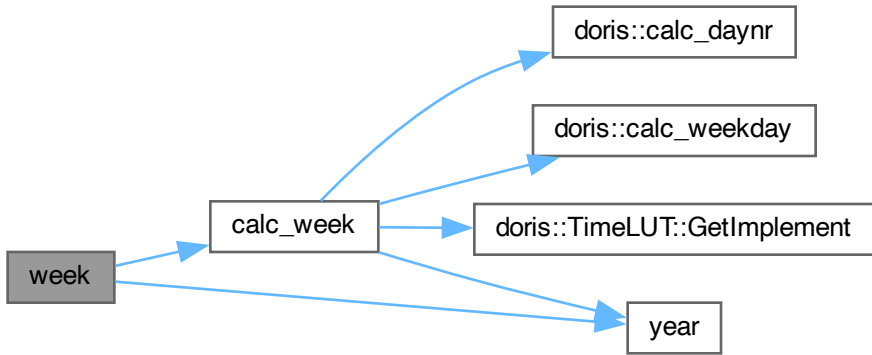 doris::calc_daynr
doris::calc_weekday
calc_week
doris::TimeLUT::GetImplement
week
year